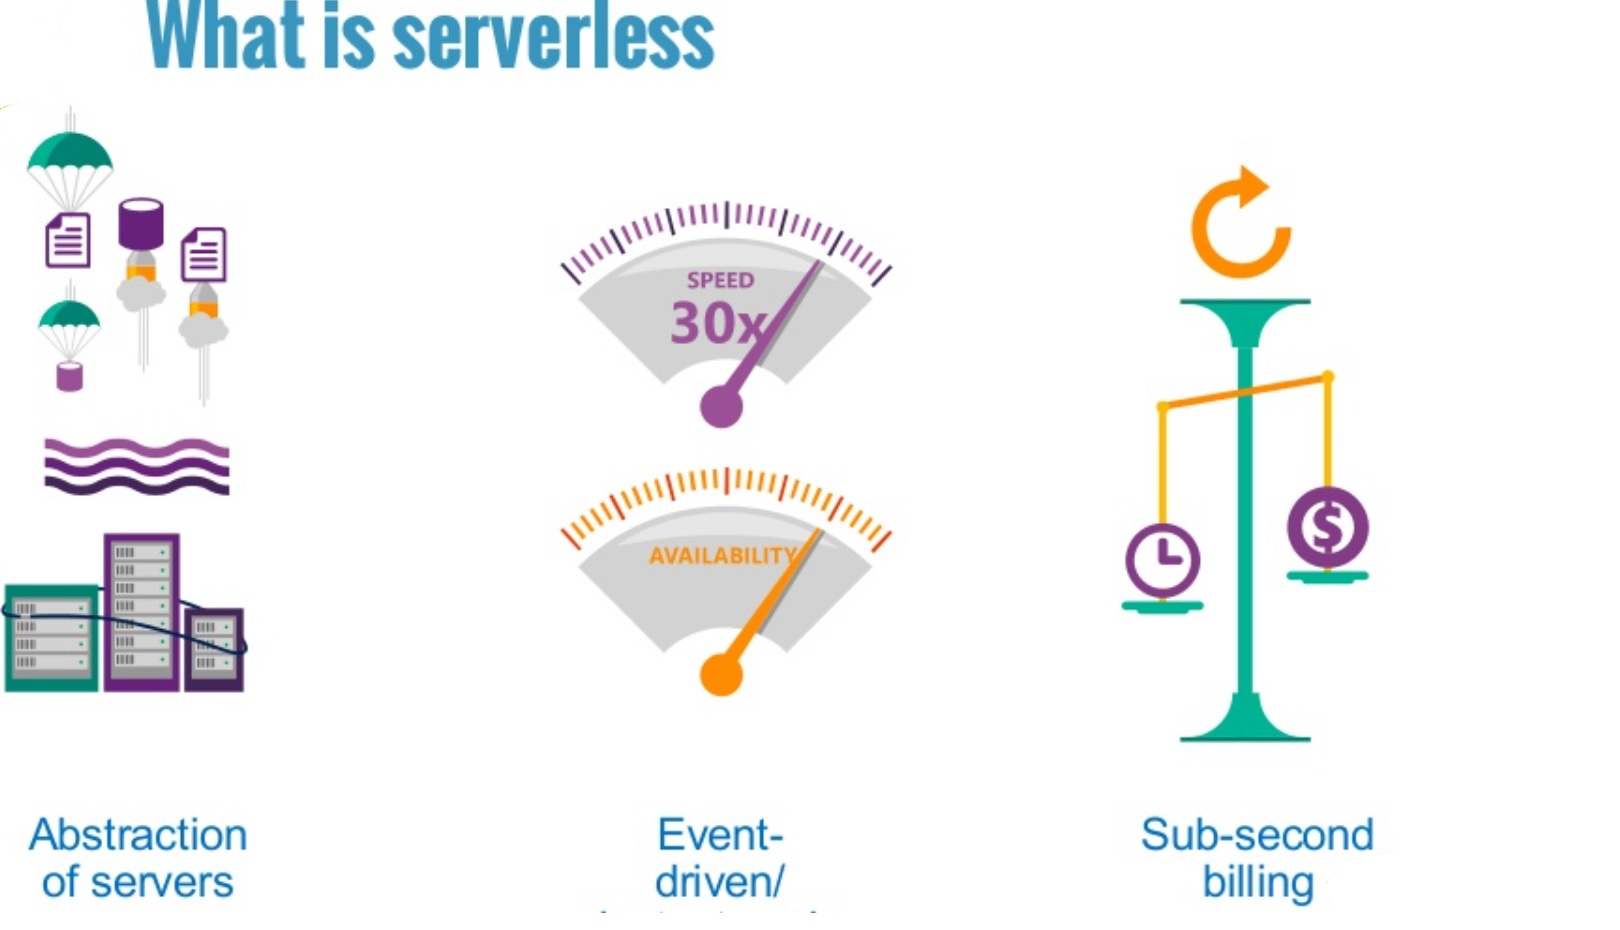 What is serverless
SPEED
30x
AVAILABILITY
$
Abstraction
of servers
Event-
driven/
Sub-second
billing